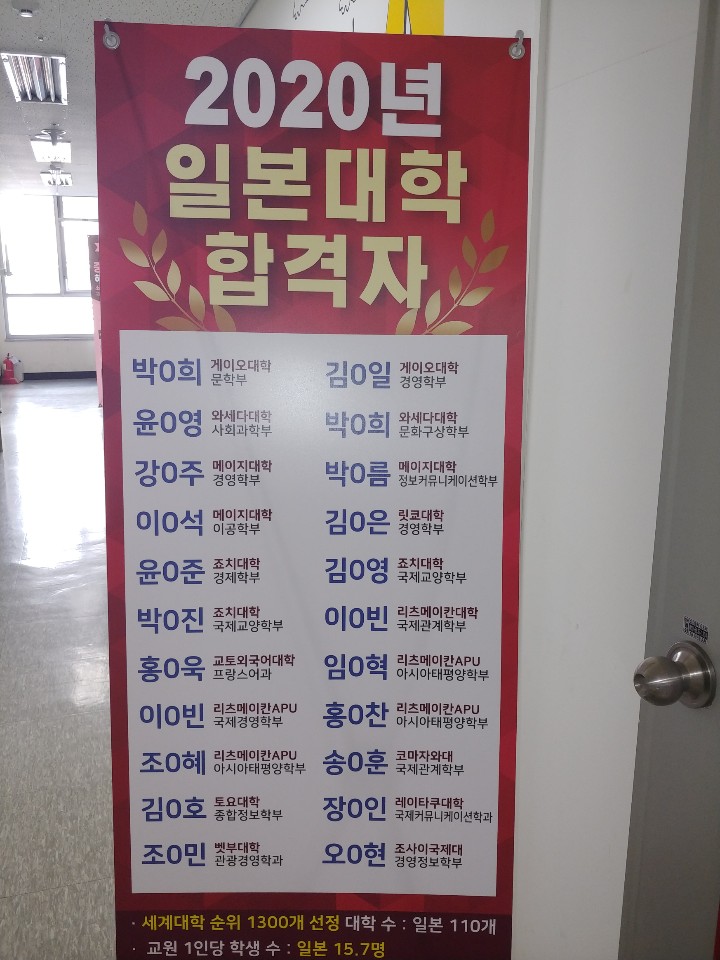 2020년
일본대학
합격자
박0희 게이오대학 문학부
김0일 게이오대학 경영학부
윤0영 와세다대학 사회과학부
박0희 와세다대학 문화구상학부
강0주 메이지대학 경영학부
박0름 메이지대학 정보커뮤니케이션학부
이0석 메이지대학 이공학부
김0은 릿쿄대학 경영학부
윤0준 죠치대학 경제학부
김0영 죠치대학 국제교양학부
박0진 죠치대학 국제교양학부
이0빈 리츠메이칸대학 국제관계학부
홍0욱 교토외국어대학 프랑스어과
임0혁 리츠메이칸APU 아시아태평양학부
이0빈 리츠메이칸APU 국제경영학부
홍0찬 리츠메이칸APU 아시아태평양학부
조0혜 리츠메이칸APU 아시아태평양학부
송0훈 코마자와대 국제관계학부
김0호 토요대학 종합정보학부
장0인 레이타쿠대학 국제커뮤니케이션학과
조0민 벳부대학 관광경영학과
오0현 죠사이국제대 경영정보학부
· 세계대학 순위 1300개 선정 대학 수 : 일본 110개
· 교원 1인당 학생 수 : 일본 15.7명